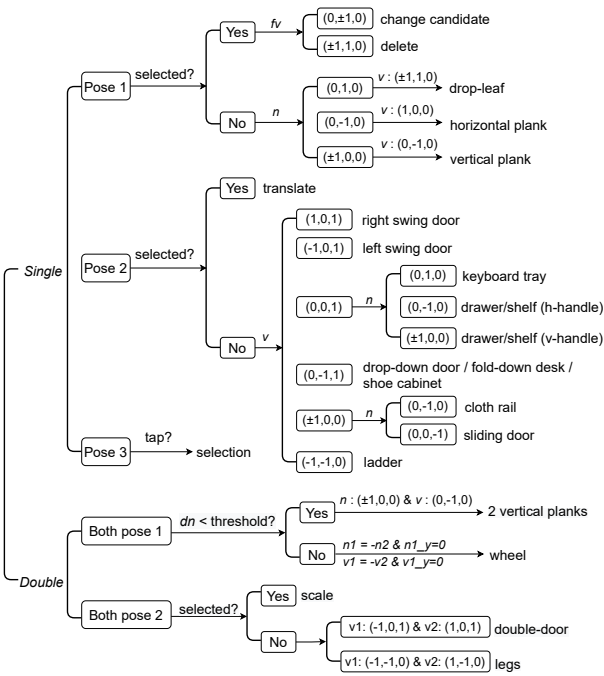 Single
Pose 1
selected?
Yes
fv
(0,±1,0) change candidate
(±1,1,0) delete
No
n
(0,1,0) v : (±1,1,0) drop-leaf
(0,-1,0) v : (1,0,0) horizontal plank
(±1,0,0) v : (0,-1,0) vertical plank
Pose 2
selected?
Yes translate
No
v
(1,0,1) right swing door
(-1,0,1) left swing door
(0,0,1)
n
(0,1,0) keyboard tray
(0,-1,0) drawer/shelf (h-handle)
(±1,0,0) drawer/shelf (v-handle)
(0,-1,1) drop-down door / fold-down desk /
shoe cabinet
(±1,0,0)
n
(0,-1,0) cloth rail
(0,0,-1) sliding door
(-1,-1,0) ladder
Pose 3
tap?
selection
Double
Both pose 1
dn < threshold?
Yes
n : (±1,0,0) & v : (0,-1,0)
2 vertical planks
No
n1 = -n2 & n1_y=0
v1 = -v2 & v1_y=0
wheel
Both pose 2
selected?
Yes scale
No
v1: (-1,0,1) & v2: (1,0,1) double-door
v1: (-1,-1,0) & v2: (1,-1,0) legs